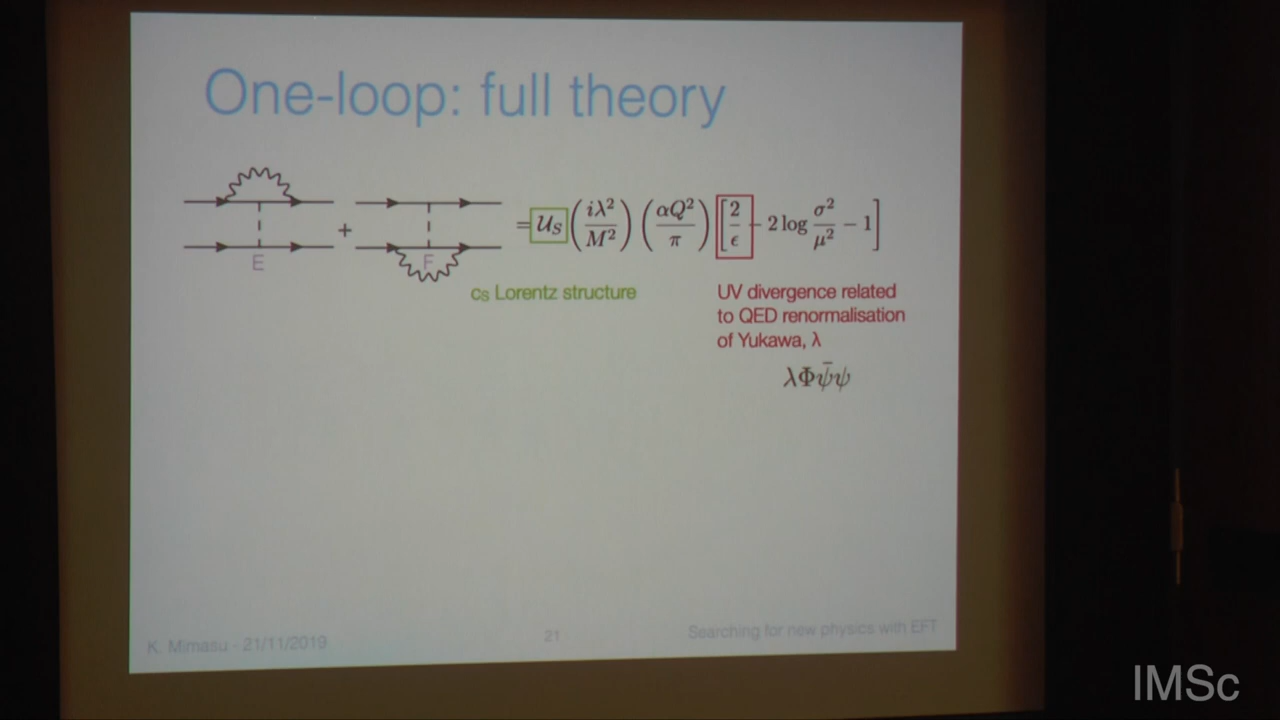 One-loop: full theory
+ = 𝒰_S (iλ²/M²) (αQ²/π) [2/ϵ - 2 log σ²/μ² - 1]
E F
c_S Lorentz structure
UV divergence related
to QED renormalisation
of Yukawa, λ
λΦψ̄ψ
K. Mimasu - 21/11/2019
21
Searching for new physics with EFT
IMSc